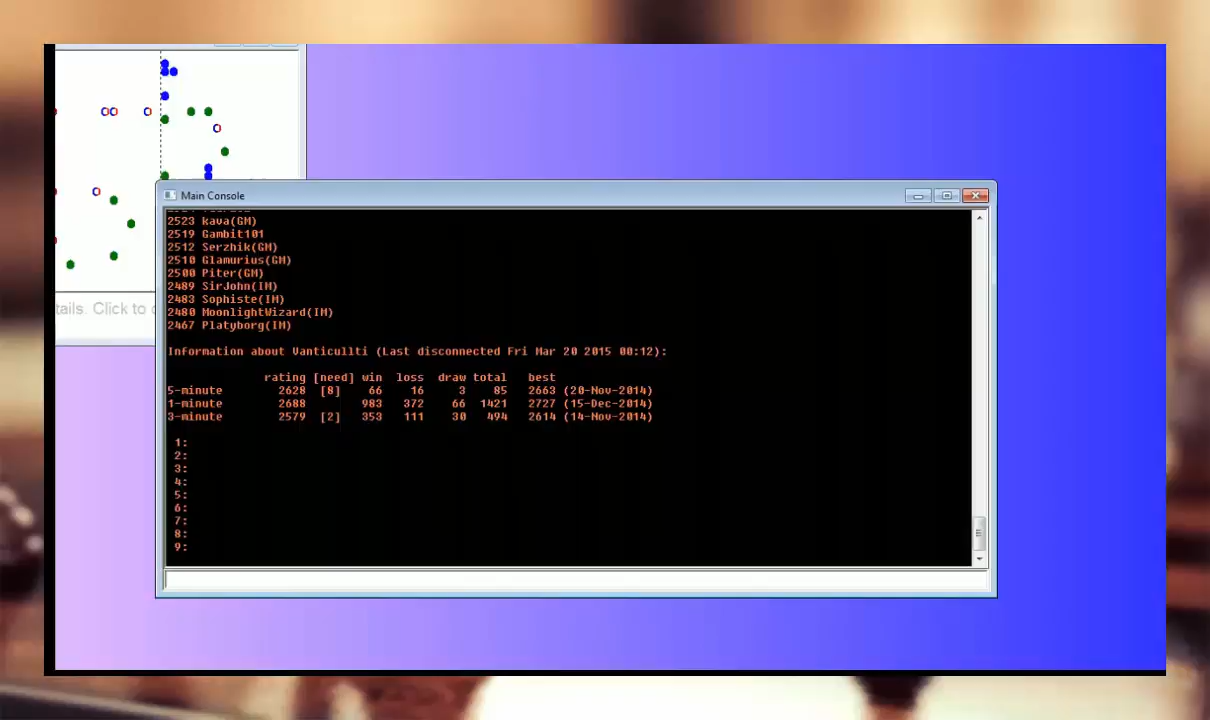 tails. Click to
Main Console
2523 kava(GM)
2519 Gambit101
2512 Serzhik(GM)
2510 Glamurius(GM)
2500 Piter(GM)
2489 SirJohn(IM)
2483 Sophiste(IM)
2480 MoonlightWizard(IM)
2467 Platyborg(IM)
Information about Vanticullti (Last disconnected Fri Mar 20 2015 00:12):
rating [need] win loss draw total best
5-minute 2628 [8] 66 16 3 85 2663 (20-Nov-2014)
1-minute 2688 983 372 66 1421 2727 (15-Dec-2014)
3-minute 2579 [2] 353 111 30 494 2614 (14-Nov-2014)
1:
2:
3:
4:
5:
6:
7:
8:
9: